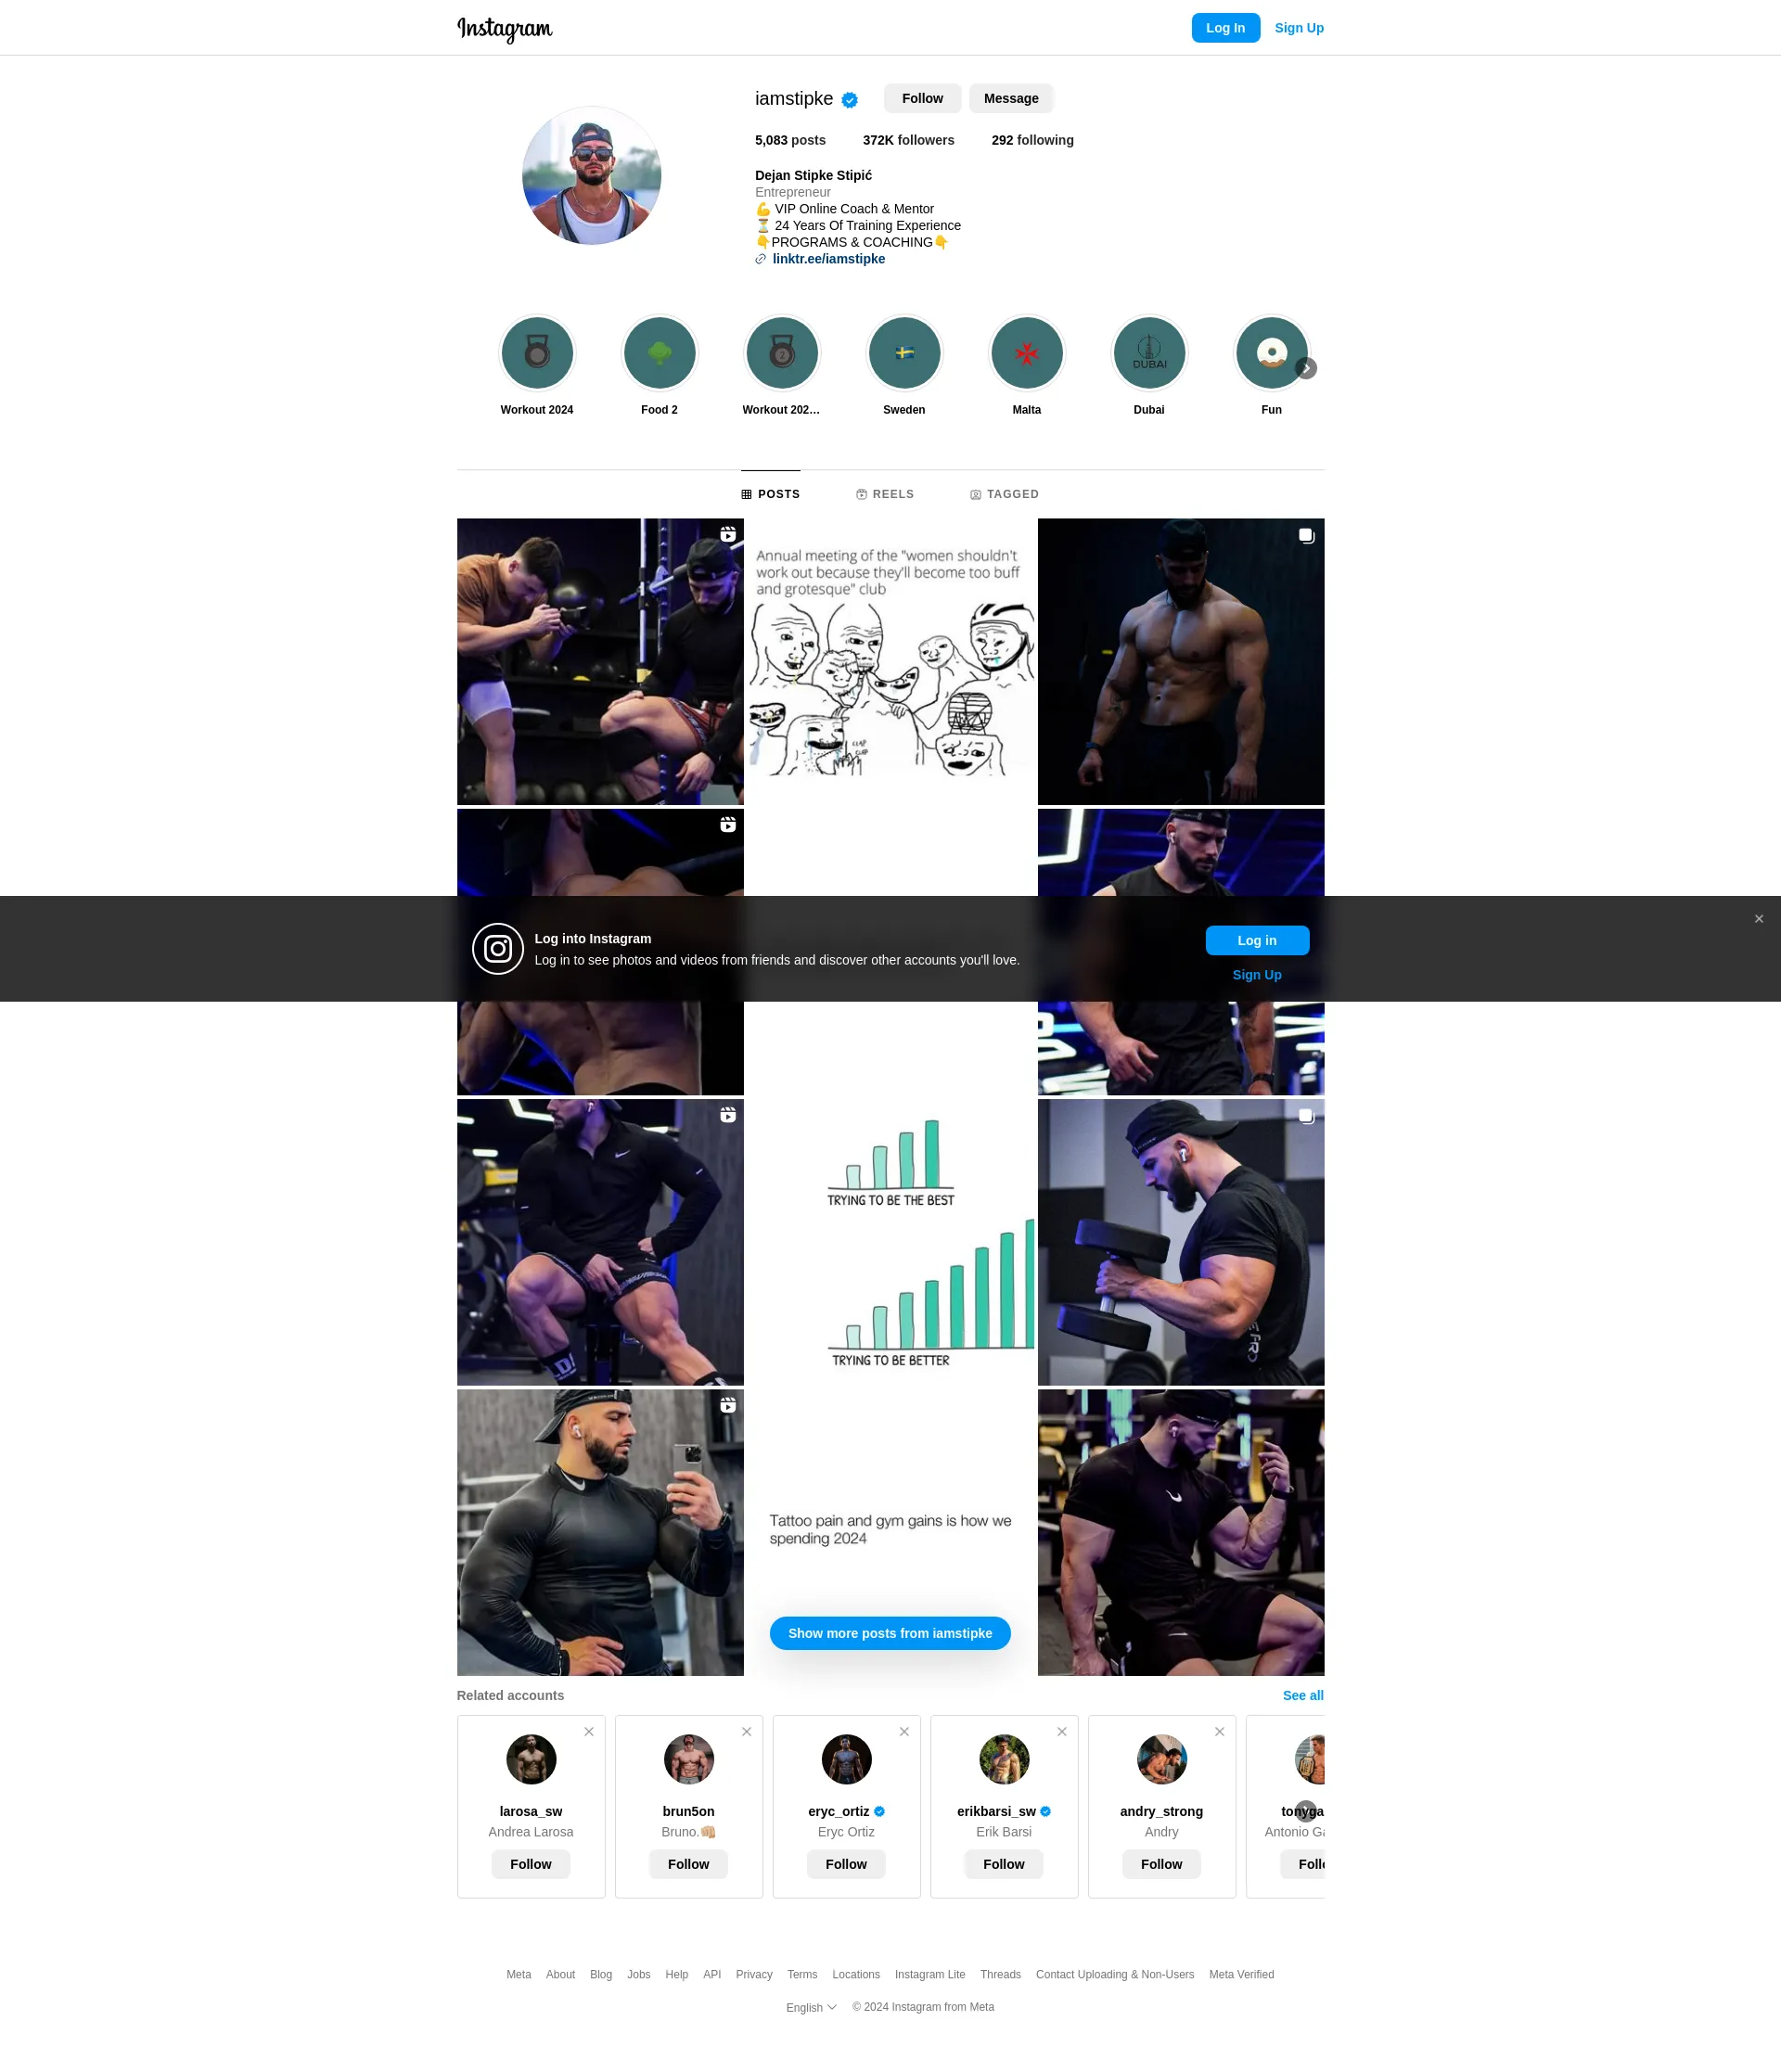 Instagram
Log In
Sign Up
iamstipke
Follow
Message
5,083 posts
372K followers
292 following
Dejan Stipke Stipić
Entrepreneur
💪 VIP Online Coach & Mentor
⏳ 24 Years Of Training Experience
👇PROGRAMS & COACHING👇
linktr.ee/iamstipke
2
DUBAI
Workout 2024
Food 2
Workout 202…
Sweden
Malta
Dubai
Fun
POSTS
REELS
TAGGED
Annual meeting of the "women shouldn't
work out because they'll become too buff
and grotesque" club
Log into Instagram
Log in to see photos and videos from friends and discover other accounts you'll love.
Log in
Sign Up
TRYING TO BE THE BEST
TRYING TO BE BETTER
Tattoo pain and gym gains is how we
spending 2024
Show more posts from iamstipke
Related accounts
See all
larosa_sw
Andrea Larosa
Follow
brun5on
Bruno.👊🏼
Follow
eryc_ortiz
Eryc Ortiz
Follow
erikbarsi_sw
Erik Barsi
Follow
andry_strong
Andry
Follow
Antonio
Meta
About
Blog
Jobs
Help
API
Privacy
Terms
Locations
Instagram Lite
Threads
Contact Uploading & Non-Users
Meta Verified
English
© 2024 Instagram from Meta